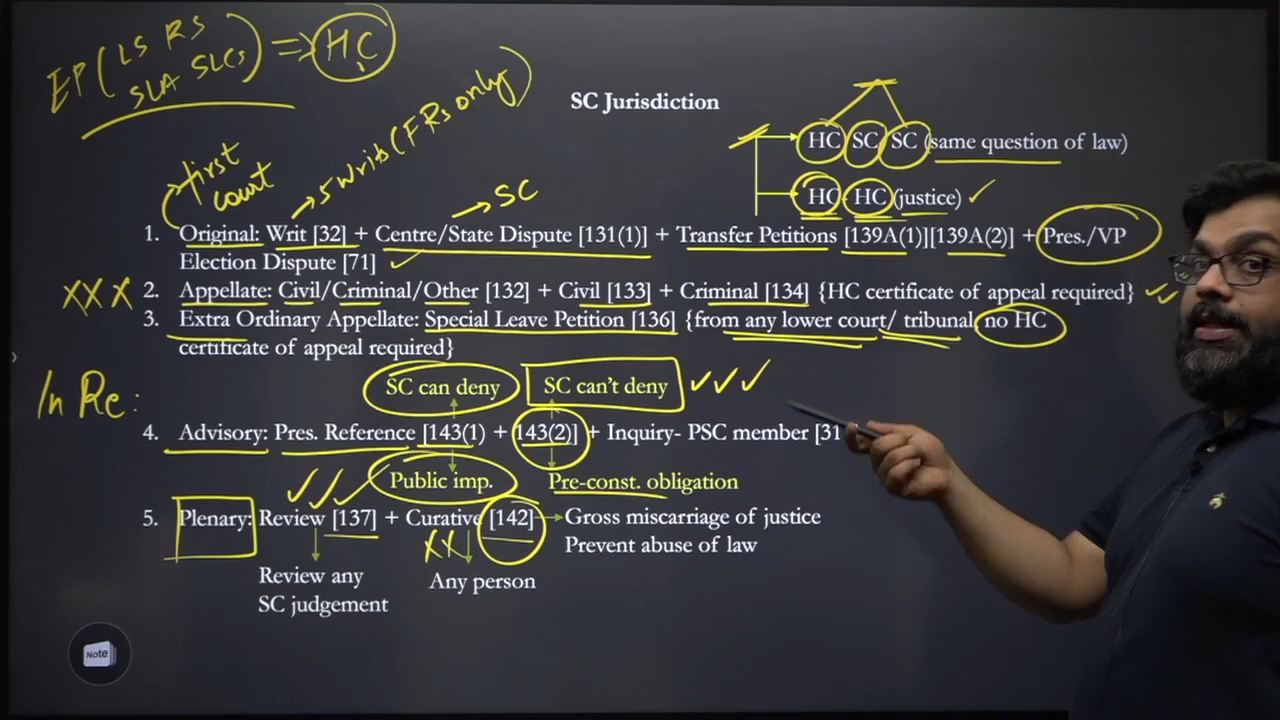 EP (LS RS
SLA SLCs) ⇒ HC
first
court
→ 5 writs (FRs only)
→ SC
SC Jurisdiction
HC SC SC (same question of law)
HC - HC (justice) ✓
1. Original: Writ [32] + Centre/State Dispute [131(1)] + Transfer Petitions [139A(1)][139A(2)] + Pres./VP
Election Dispute [71]
XXX 2. Appellate: Civil/Criminal/Other [132] + Civil [133] + Criminal [134] {HC certificate of appeal required}
3. Extra Ordinary Appellate: Special Leave Petition [136] {from any lower court/ tribunal no HC
certificate of appeal required}
In Re:
SC can deny SC can't deny ✓✓✓
4. Advisory: Pres. Reference [143(1) + 143(2)] + Inquiry- PSC member [31
Public imp. Pre-const. obligation
5. Plenary: Review [137] + Curative [142] → Gross miscarriage of justice
Prevent abuse of law
XX
Review any Any person
SC judgement
Note